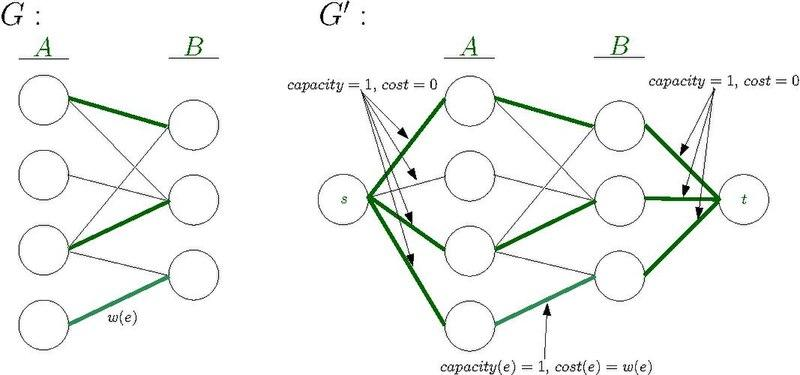 G :
A
B
w(e)
G′ :
A
B
capacity = 1, cost = 0
capacity = 1, cost = 0
s
t
capacity(e) = 1, cost(e) = w(e)